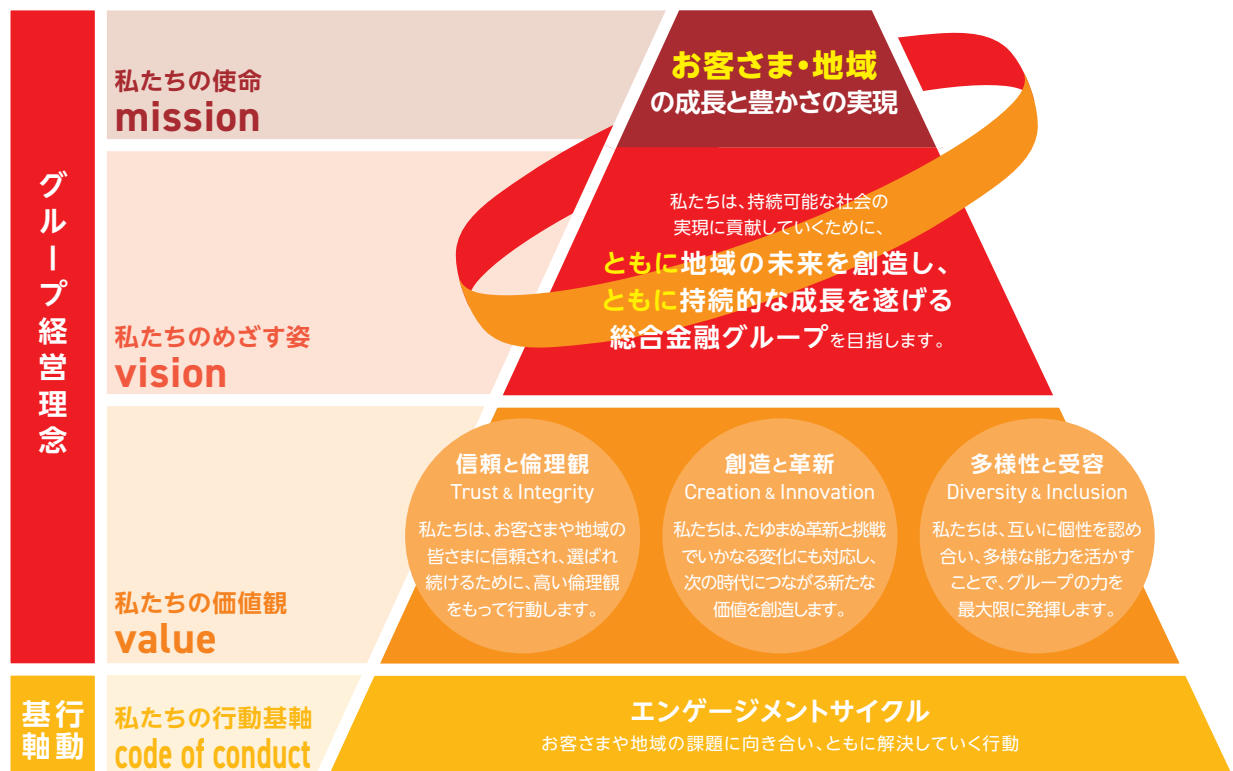 グループ経営理念
私たちの使命
mission
お客さま・地域
の成長と豊かさの実現
私たちのめざす姿
vision
私たちは、持続可能な社会の
実現に貢献していくために、
ともに地域の未来を創造し、
ともに持続的な成長を遂げる
総合金融グループを目指します。
私たちの価値観
value
信頼と倫理観
Trust & Integrity
私たちは、お客さまや地域の
皆さまに信頼され、選ばれ
続けるために、高い倫理観
をもって行動します。
創造と革新
Creation & Innovation
私たちは、たゆまぬ革新と挑戦
でいかなる変化にも対応し、
次の時代につながる新たな
価値を創造します。
多様性と受容
Diversity & Inclusion
私たちは、互いに個性を認め
合い、多様な能力を活かす
ことで、グループの力を
最大限に発揮します。
行動
基軸
私たちの行動基軸
code of conduct
エンゲージメントサイクル
お客さまや地域の課題に向き合い、ともに解決していく行動